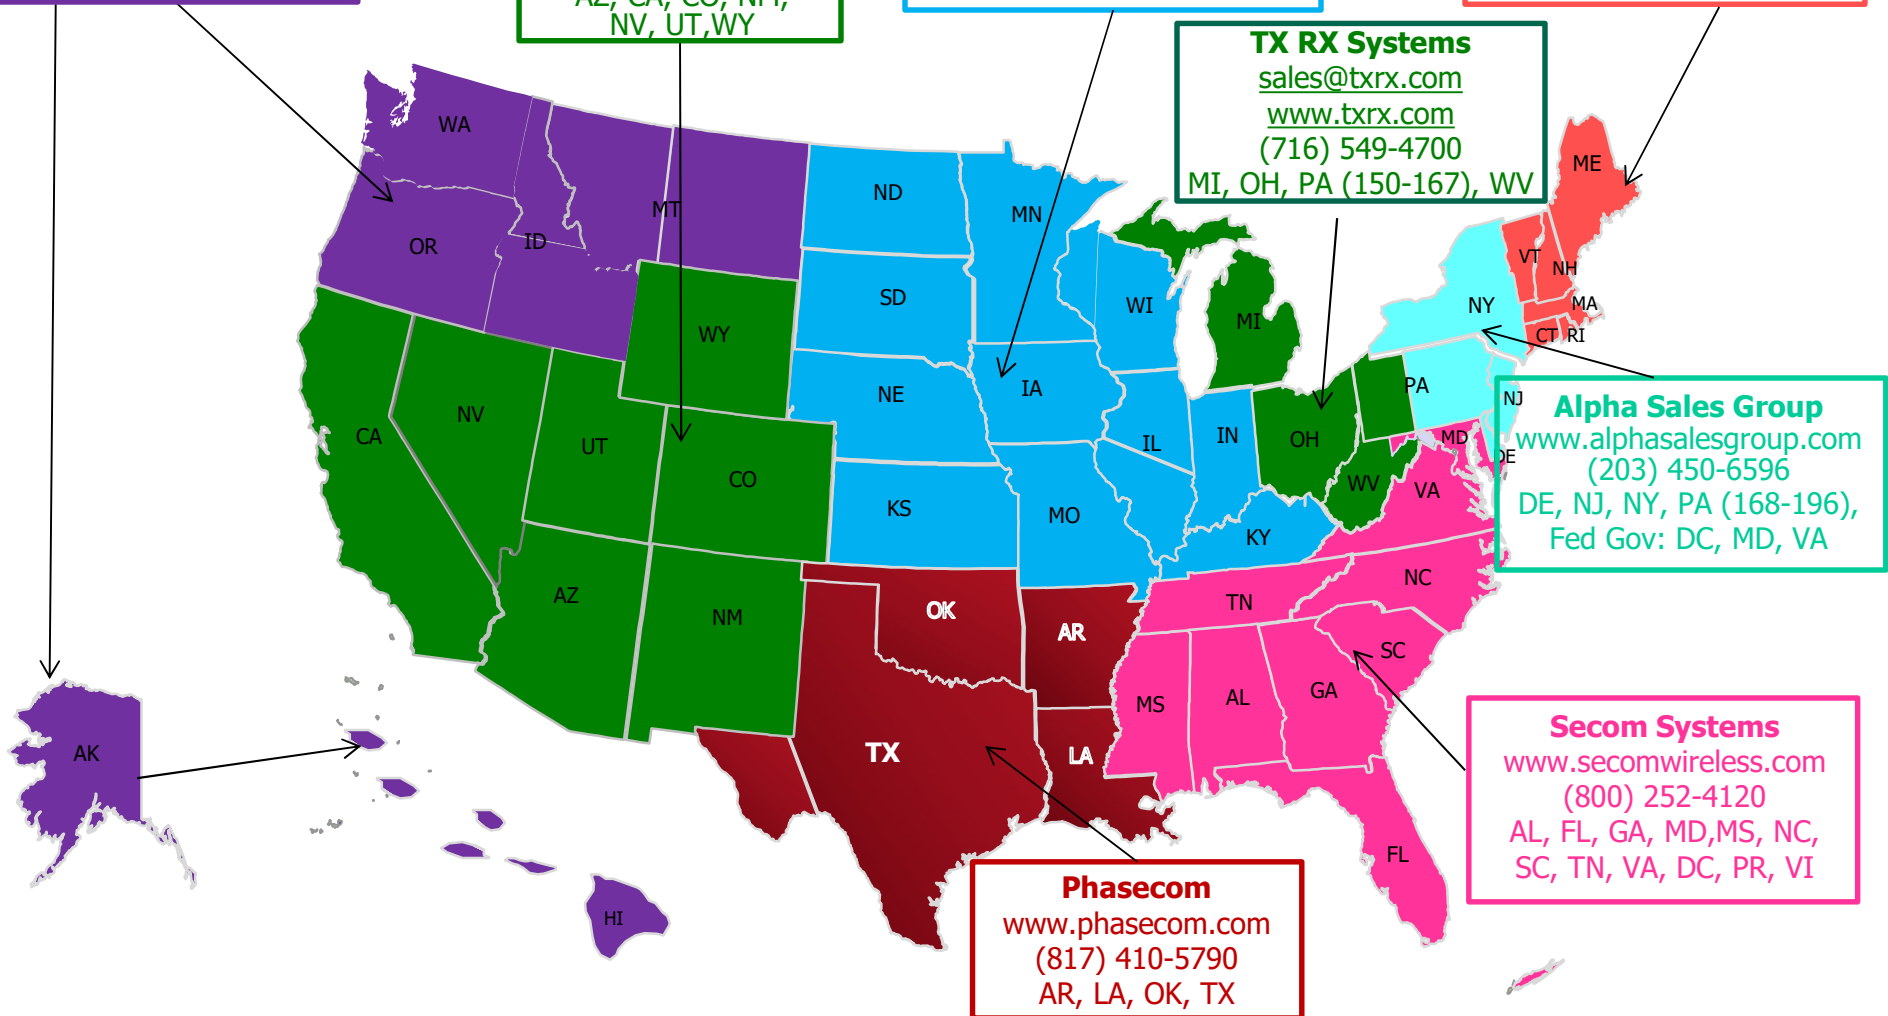 AZ, CA, CO, NM,
NV, UT,WY
TX RX Systems
sales@txrx.com
www.txrx.com
(716) 549-4700
MI, OH, PA (150-167), WV
WA
OR
ID
MT
ND
MN
SD
WI
WY
NE
IA
MI
NY
ME
VT
NH
MA
CT
RI
PA
NJ
CA
NV
UT
CO
KS
MO
IL
IN
OH
WV
KY
MD
DE
VA
Alpha Sales Group
www.alphasalesgroup.com
(203) 450-6596
DE, NJ, NY, PA (168-196),
Fed Gov: DC, MD, VA
AZ
NM
OK
AR
TN
NC
SC
TX
LA
MS
AL
GA
FL
AK
HI
Secom Systems
www.secomwireless.com
(800) 252-4120
AL, FL, GA, MD,MS, NC,
SC, TN, VA, DC, PR, VI
Phasecom
www.phasecom.com
(817) 410-5790
AR, LA, OK, TX